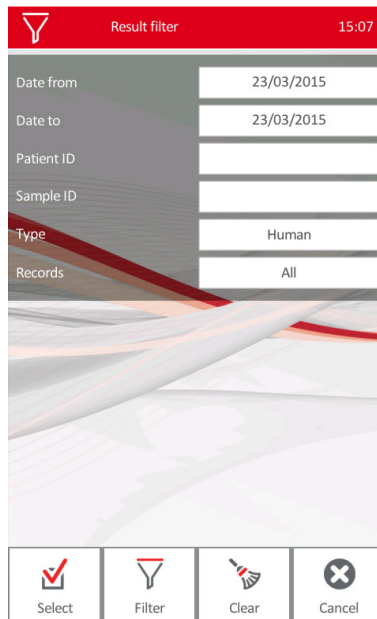 Result filter 15:07
Date from 23/03/2015
Date to 23/03/2015
Patient ID
Sample ID
Type Human
Records All
Select Filter Clear Cancel